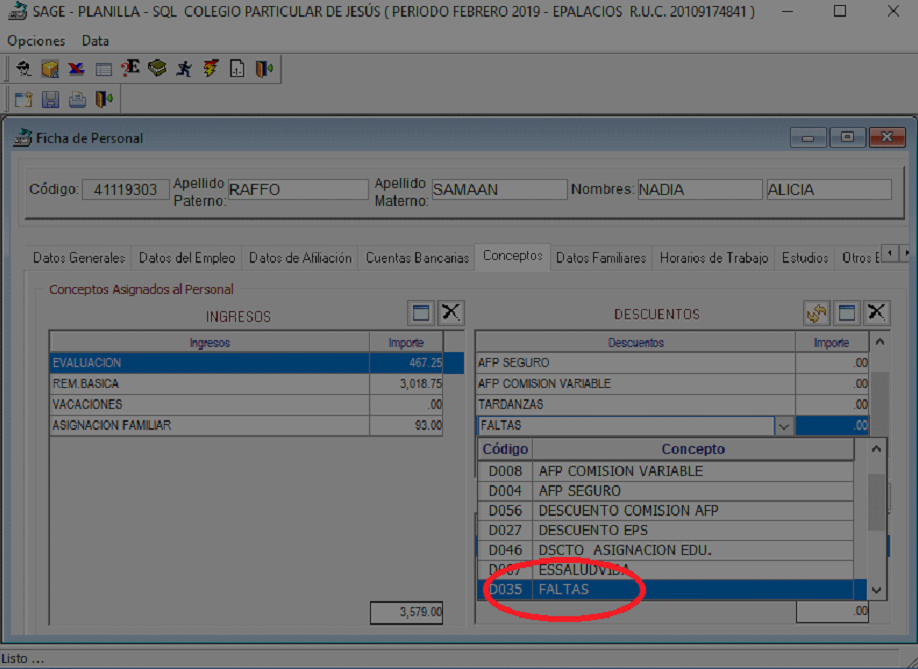 SAGE - PLANILLA - SQL COLEGIO PARTICULAR DE JESÚS ( PERIODO FEBRERO 2019 - EPALACIOS R.U.C. 20109174841 )
Opciones Data
Ficha de Personal
Código: 41119303 Apellido Paterno: RAFFO Apellido Materno: SAMAAN Nombres: NADIA ALICIA
Datos Generales Datos del Empleo Datos de Afiliación Cuentas Bancarias Conceptos Datos Familiares Horarios de Trabajo Estudios Otros E
Conceptos Asignados al Personal
INGRESOS DESCUENTOS
Ingresos Importe Descuentos Importe
EVALUACION 467.25 AFP SEGURO .00
REM.BASICA 3,018.75 AFP COMISION VARIABLE .00
VACACIONES .00 TARDANZAS .00
ASIGNACION FAMILIAR 93.00 FALTAS .00
Código Concepto
D008 AFP COMISION VARIABLE
D004 AFP SEGURO
D056 DESCUENTO COMISION AFP
D027 DESCUENTO EPS
D046 DSCTO ASIGNACION EDU.
ESSALUDVIDA
D035 FALTAS
3,579.00 .00
Listo ...